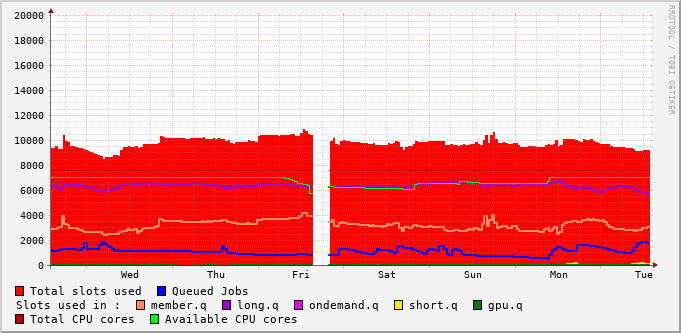 RRDTOOL / TOBI OETIKER
20000
18000
16000
14000
12000
10000
8000
6000
4000
2000
0
Wed Thu Fri Sat Sun Mon Tue
Total slots used Queued Jobs
Slots used in : member.q long.q ondemand.q short.q gpu.q
Total CPU cores Available CPU cores